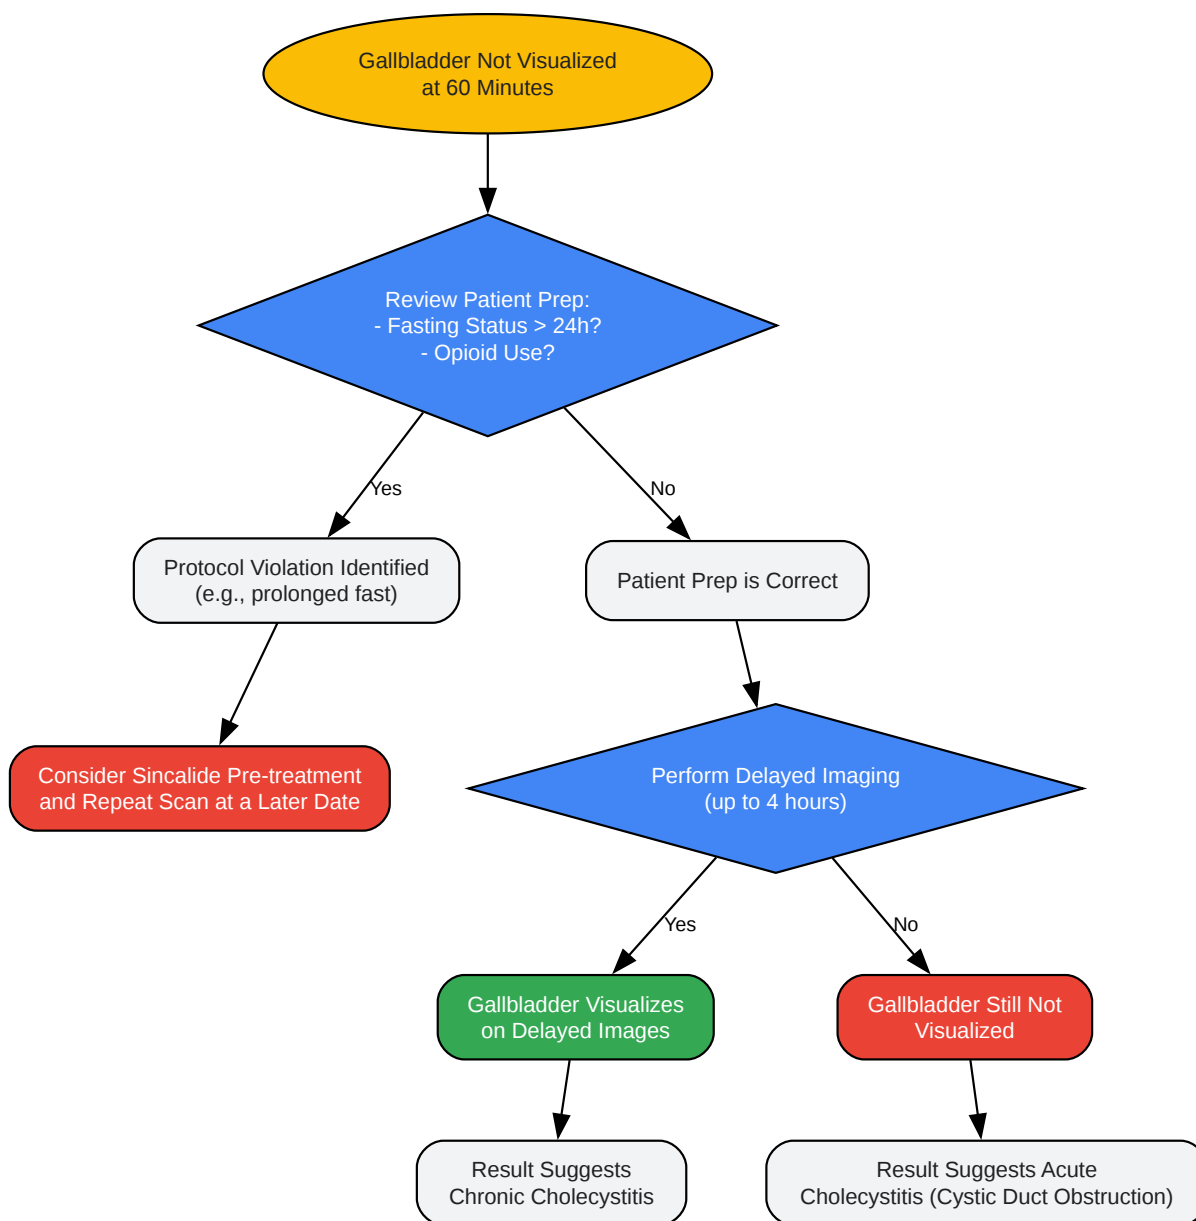 Gallbladder Not Visualized
at 60 Minutes
Review Patient Prep:
- Fasting Status > 24h?
- Opioid Use?
Yes
No
Protocol Violation Identified
(e.g., prolonged fast)
Patient Prep is Correct
Consider Sincalide Pre-treatment
and Repeat Scan at a Later Date
Perform Delayed Imaging
(up to 4 hours)
Yes
No
Gallbladder Visualizes
on Delayed Images
Gallbladder Still Not
Visualized
Result Suggests
Chronic Cholecystitis
Result Suggests Acute
Cholecystitis (Cystic Duct Obstruction)